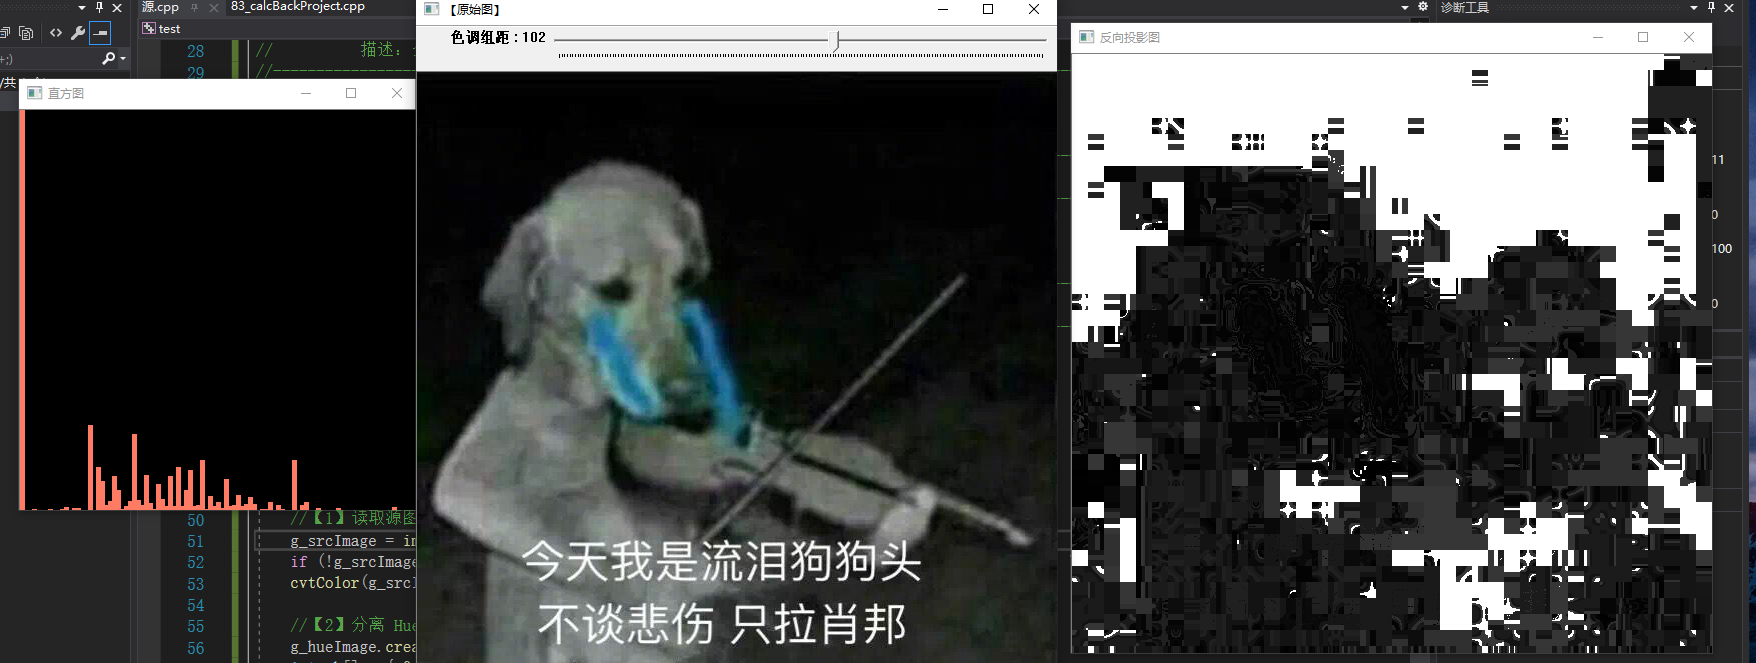 源.cpp
83_calcBackProject.cpp
【原始图】
诊断工具
test
色调组距 : 102
反向投影图
28
//
描述:
29
//
直方图
11
0
100
0
50
//【1】读取源图
51
g_srcImage = in
52
if (!g_srcImage
53
cvtColor(g_src
54
55
//【2】分离 Hue
56
g_hueImage.crea
今天我是流泪狗狗头
不谈悲伤 只拉肖邦